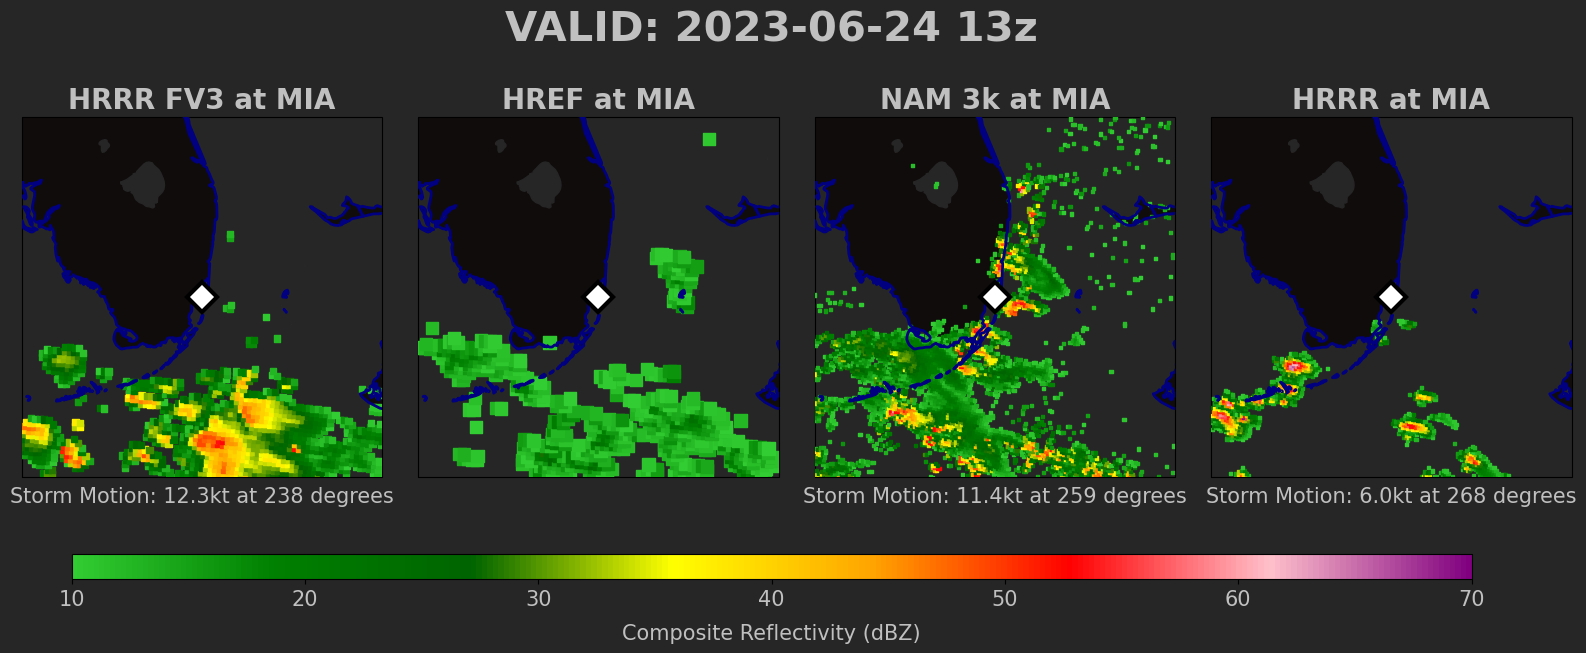 VALID: 2023-06-24 13z
HRRR FV3 at MIA
HREF at MIA
NAM 3k at MIA
HRRR at MIA
Storm Motion: 12.3kt at 238 degrees
Storm Motion: 11.4kt at 259 degrees
Storm Motion: 6.0kt at 268 degrees
10 20 30 40 50 60 70
Composite Reflectivity (dBZ)